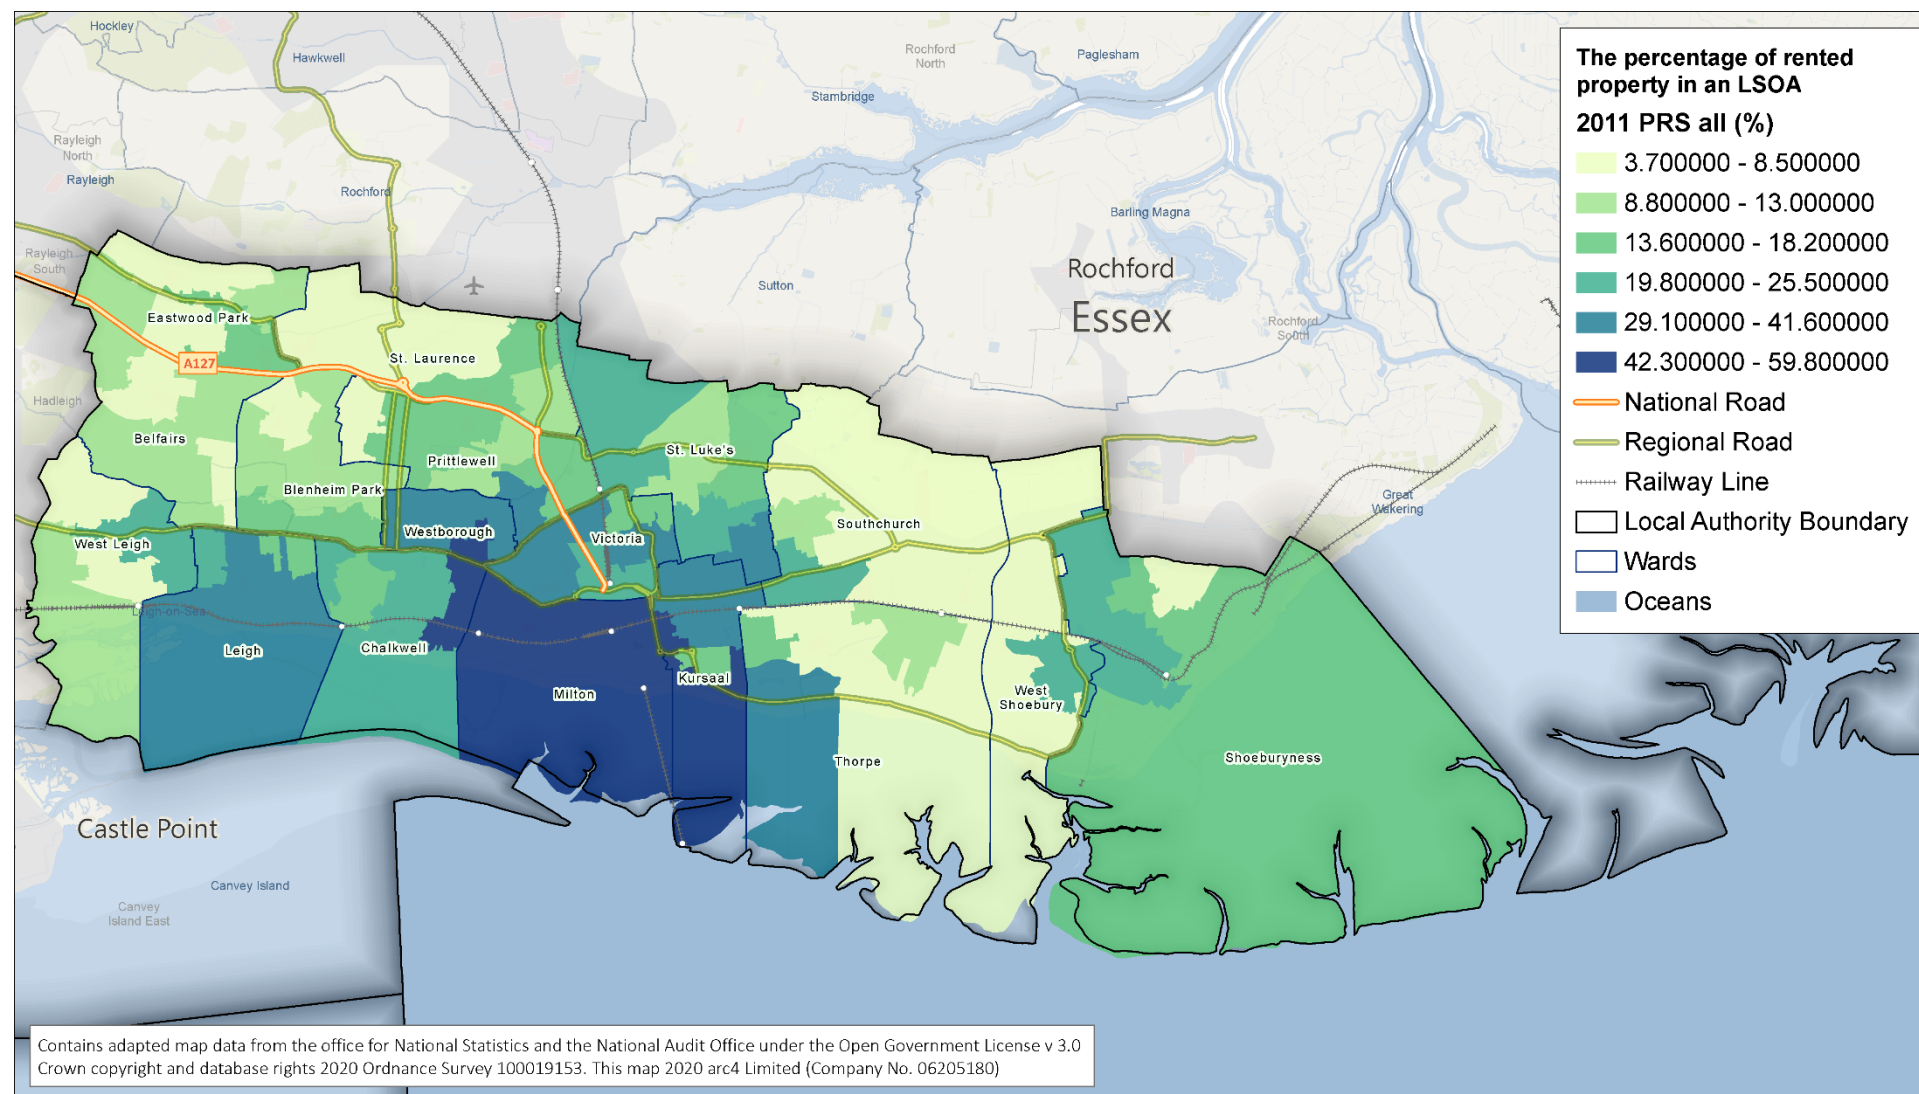 Hockley
Hawkwell
Rochford
North
Paglesham
Stambridge
Rayleigh
North
Rayleigh
Rochford
Barling Magna
Rayleigh
South
Rochford
Essex
Sutton
Rochford
South
Eastwood Park
St. Laurence
A127
Hadleigh
Belfairs
Prittlewell
St. Luke's
Blenheim Park
Great
Wakering
Westborough
Victoria
Southchurch
West Leigh
Leigh-on-Sea
Leigh
Chalkwell
Milton
Kursaal
West
Shoebury
Thorpe
Shoeburyness
Castle Point
Canvey Island
Canvey
Island East
The percentage of rented
property in an LSOA
2011 PRS all (%)
3.700000 - 8.500000
8.800000 - 13.000000
13.600000 - 18.200000
19.800000 - 25.500000
29.100000 - 41.600000
42.300000 - 59.800000
National Road
Regional Road
Railway Line
Local Authority Boundary
Wards
Oceans
Contains adapted map data from the office for National Statistics and the National Audit Office under the Open Government License v 3.0
Crown copyright and database rights 2020 Ordnance Survey 100019153. This map 2020 arc4 Limited (Company No. 06205180)